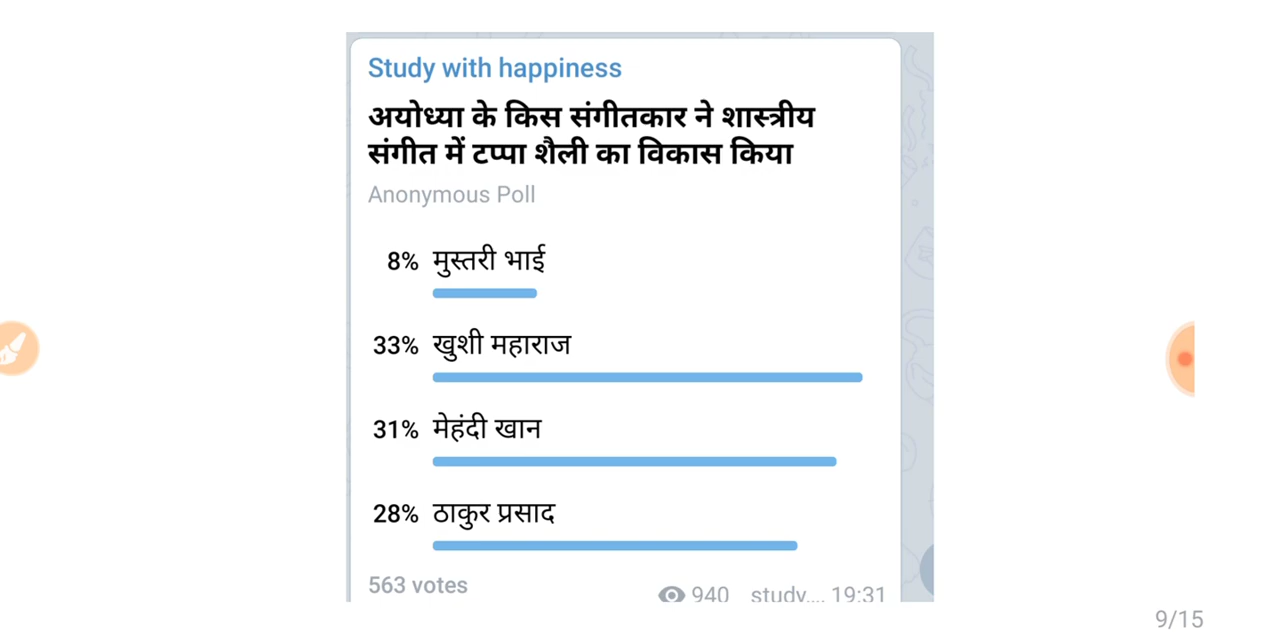 Study with happiness
अयोध्या के किस संगीतकार ने शास्त्रीय
संगीत में टप्पा शैली का विकास किया
Anonymous Poll
8% मुस्तरी भाई
33% खुशी महाराज
31% मेहंदी खान
28% ठाकुर प्रसाद
563 votes
940 study.... 19:31
9/15